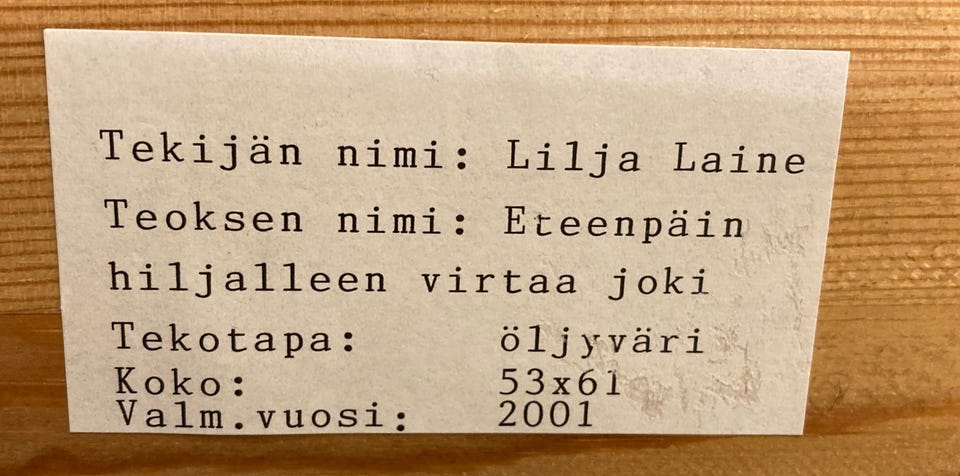 Tekijän nimi: Lilja Laine
Teoksen nimi: Eteenpäin
hiljalleen virtaa joki
Tekotapa: öljyväri
Koko: 53x61
Valm.vuosi: 2001